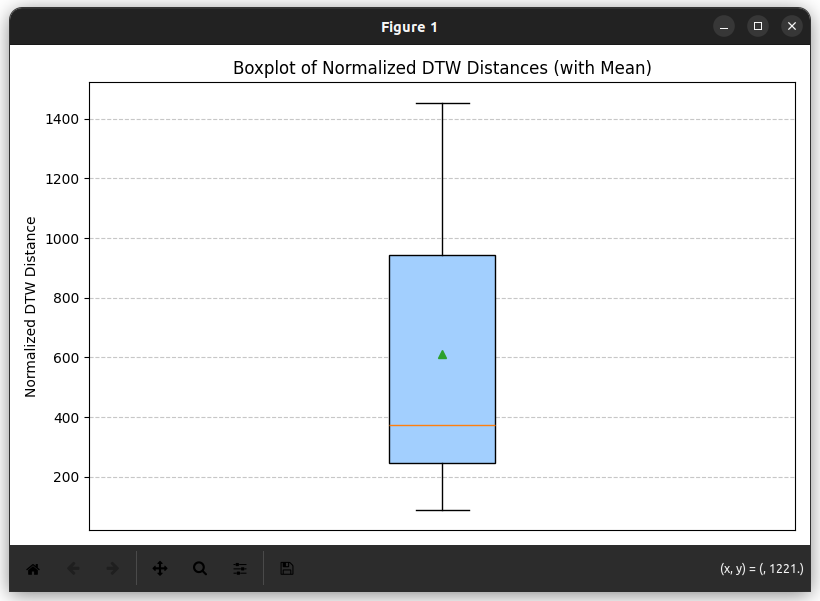 Figure 1
Boxplot of Normalized DTW Distances (with Mean)
Normalized DTW Distance
1400
1200
1000
800
600
400
200
(x, y) = (, 1221.)